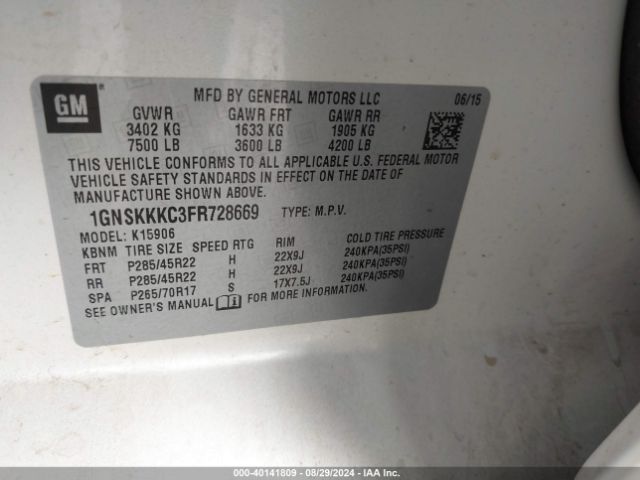 GM
MFD BY GENERAL MOTORS LLC 06/15
GVWR GAWR FRT GAWR RR
3402 KG 1633 KG 1905 KG
7500 LB 3600 LB 4200 LB
THIS VEHICLE CONFORMS TO ALL APPLICABLE U.S. FEDERAL MOTOR
VEHICLE SAFETY STANDARDS IN EFFECT ON THE DATE OF
MANUFACTURE SHOWN ABOVE.
1GNSKKKC3FR728669 TYPE: M.P.V.
MODEL: K15906
KBNM TIRE SIZE SPEED RTG RIM COLD TIRE PRESSURE
FRT P285/45R22 H 22X9J 240KPA(35PSI)
RR P285/45R22 H 22X9J 240KPA(35PSI)
SPA P265/70R17 S 17X7.5J 240KPA(35PSI)
SEE OWNER'S MANUAL FOR MORE INFORMATION.
000-40141809 - 08/29/2024 - IAA Inc.